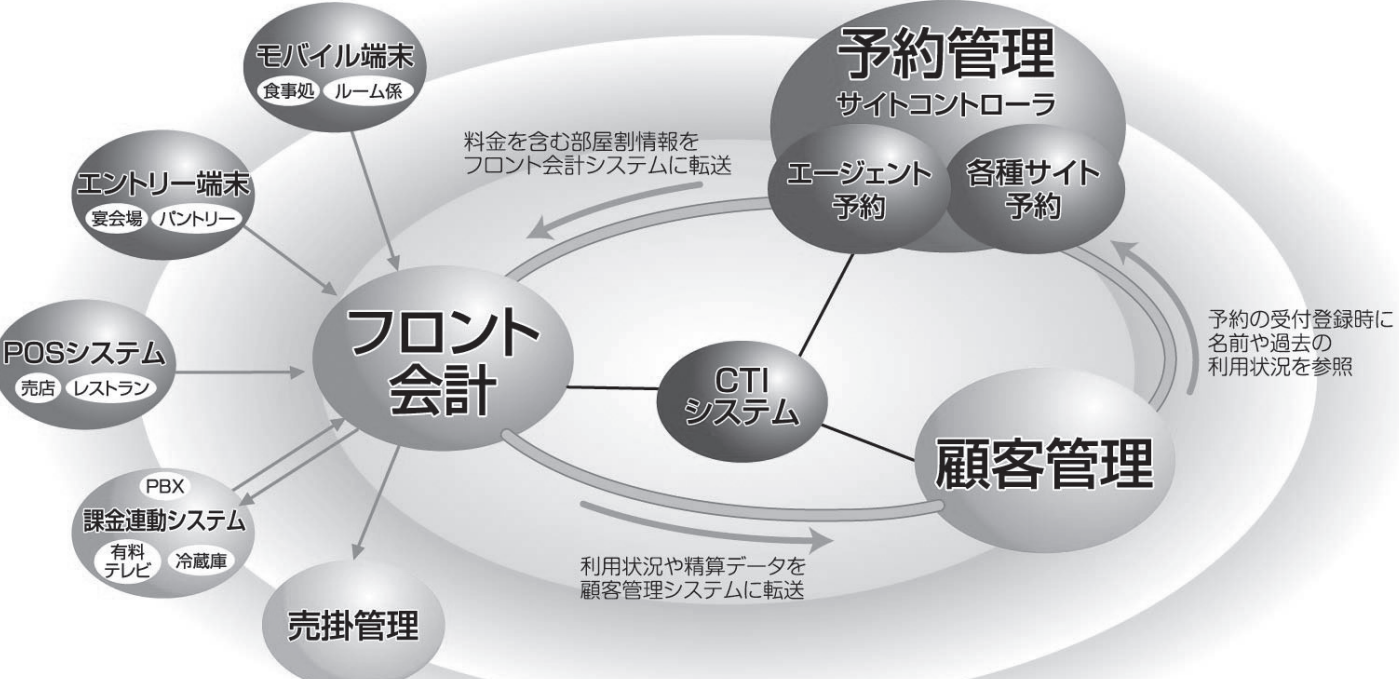 モバイル端末
食事処 ルーム係
予約管理
サイトコントローラ
エージェント
予約
各種サイト
予約
料金を含む部屋割情報を
フロント会計システムに転送
エントリー端末
宴会場 パントリー
フロント
会計
POSシステム
売店 レストラン
CTI
システム
予約の受付登録時に
名前や過去の
利用状況を参照
顧客管理
PBX
課金連動システム
有料
テレビ
冷蔵庫
利用状況や精算データを
顧客管理システムに転送
売掛管理